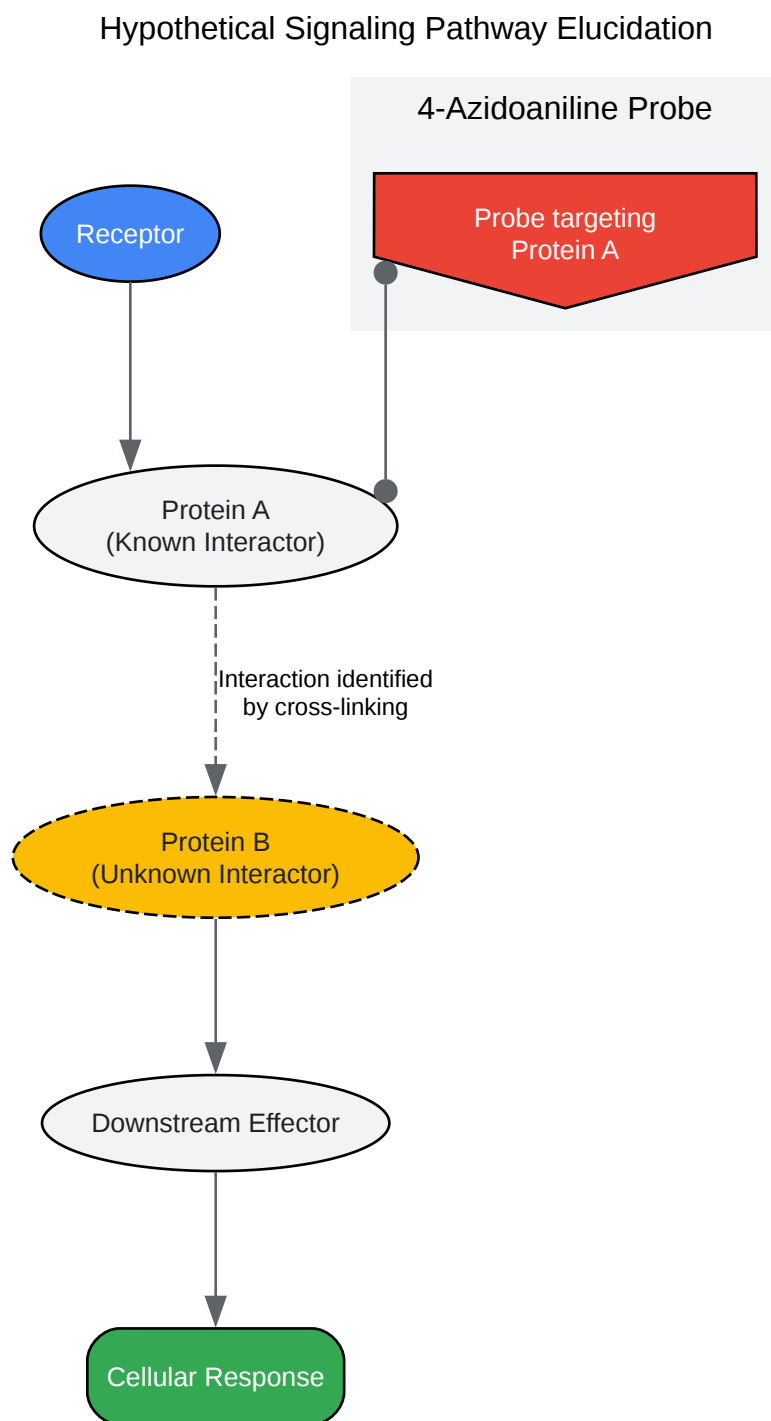 Hypothetical Signaling Pathway Elucidation
4-Azidoaniline Probe
Probe targeting
Protein A
Receptor
Protein A
(Known Interactor)
Interaction identified
by cross-linking
Protein B
(Unknown Interactor)
Downstream Effector
Cellular Response